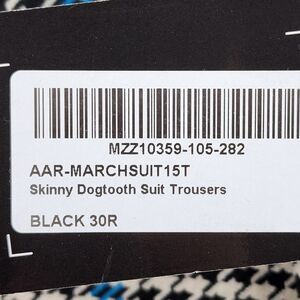 MZZ10359-105-282
AAR-MARCHSUIT15T
Skinny Dogtooth Suit Trousers
BLACK 30R